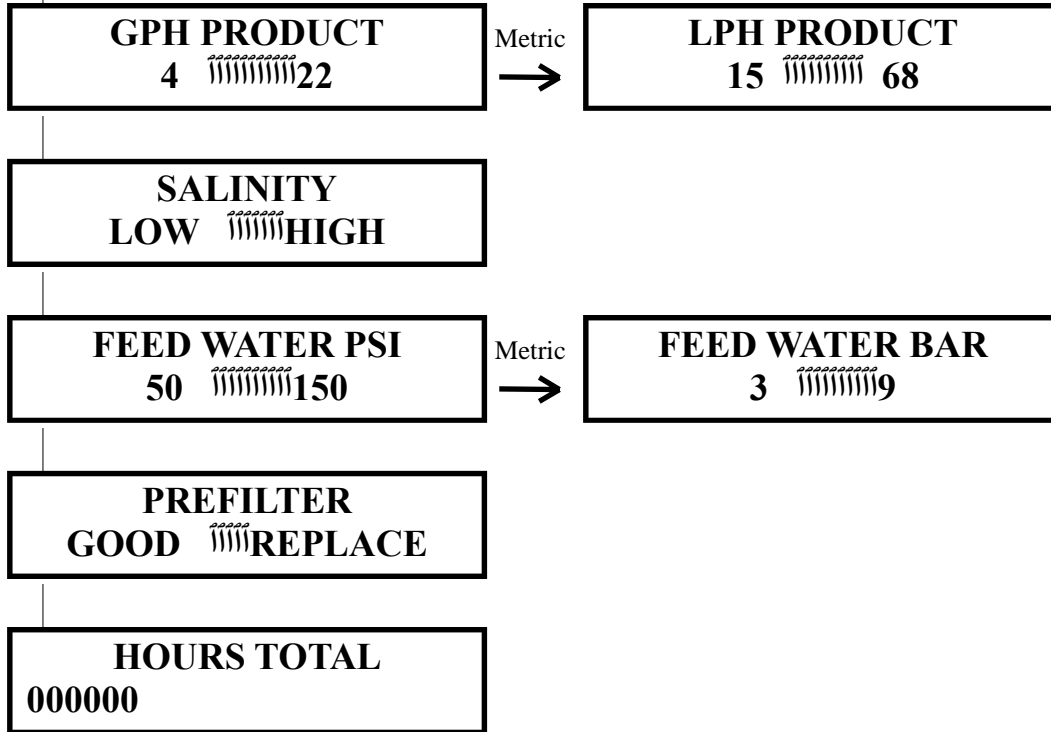 GPH PRODUCT
4 22
Metric
LPH PRODUCT
15 68
SALINITY
LOW HIGH
FEED WATER PSI
50 150
Metric
FEED WATER BAR
3 9
PREFILTER
GOOD REPLACE
HOURS TOTAL
000000